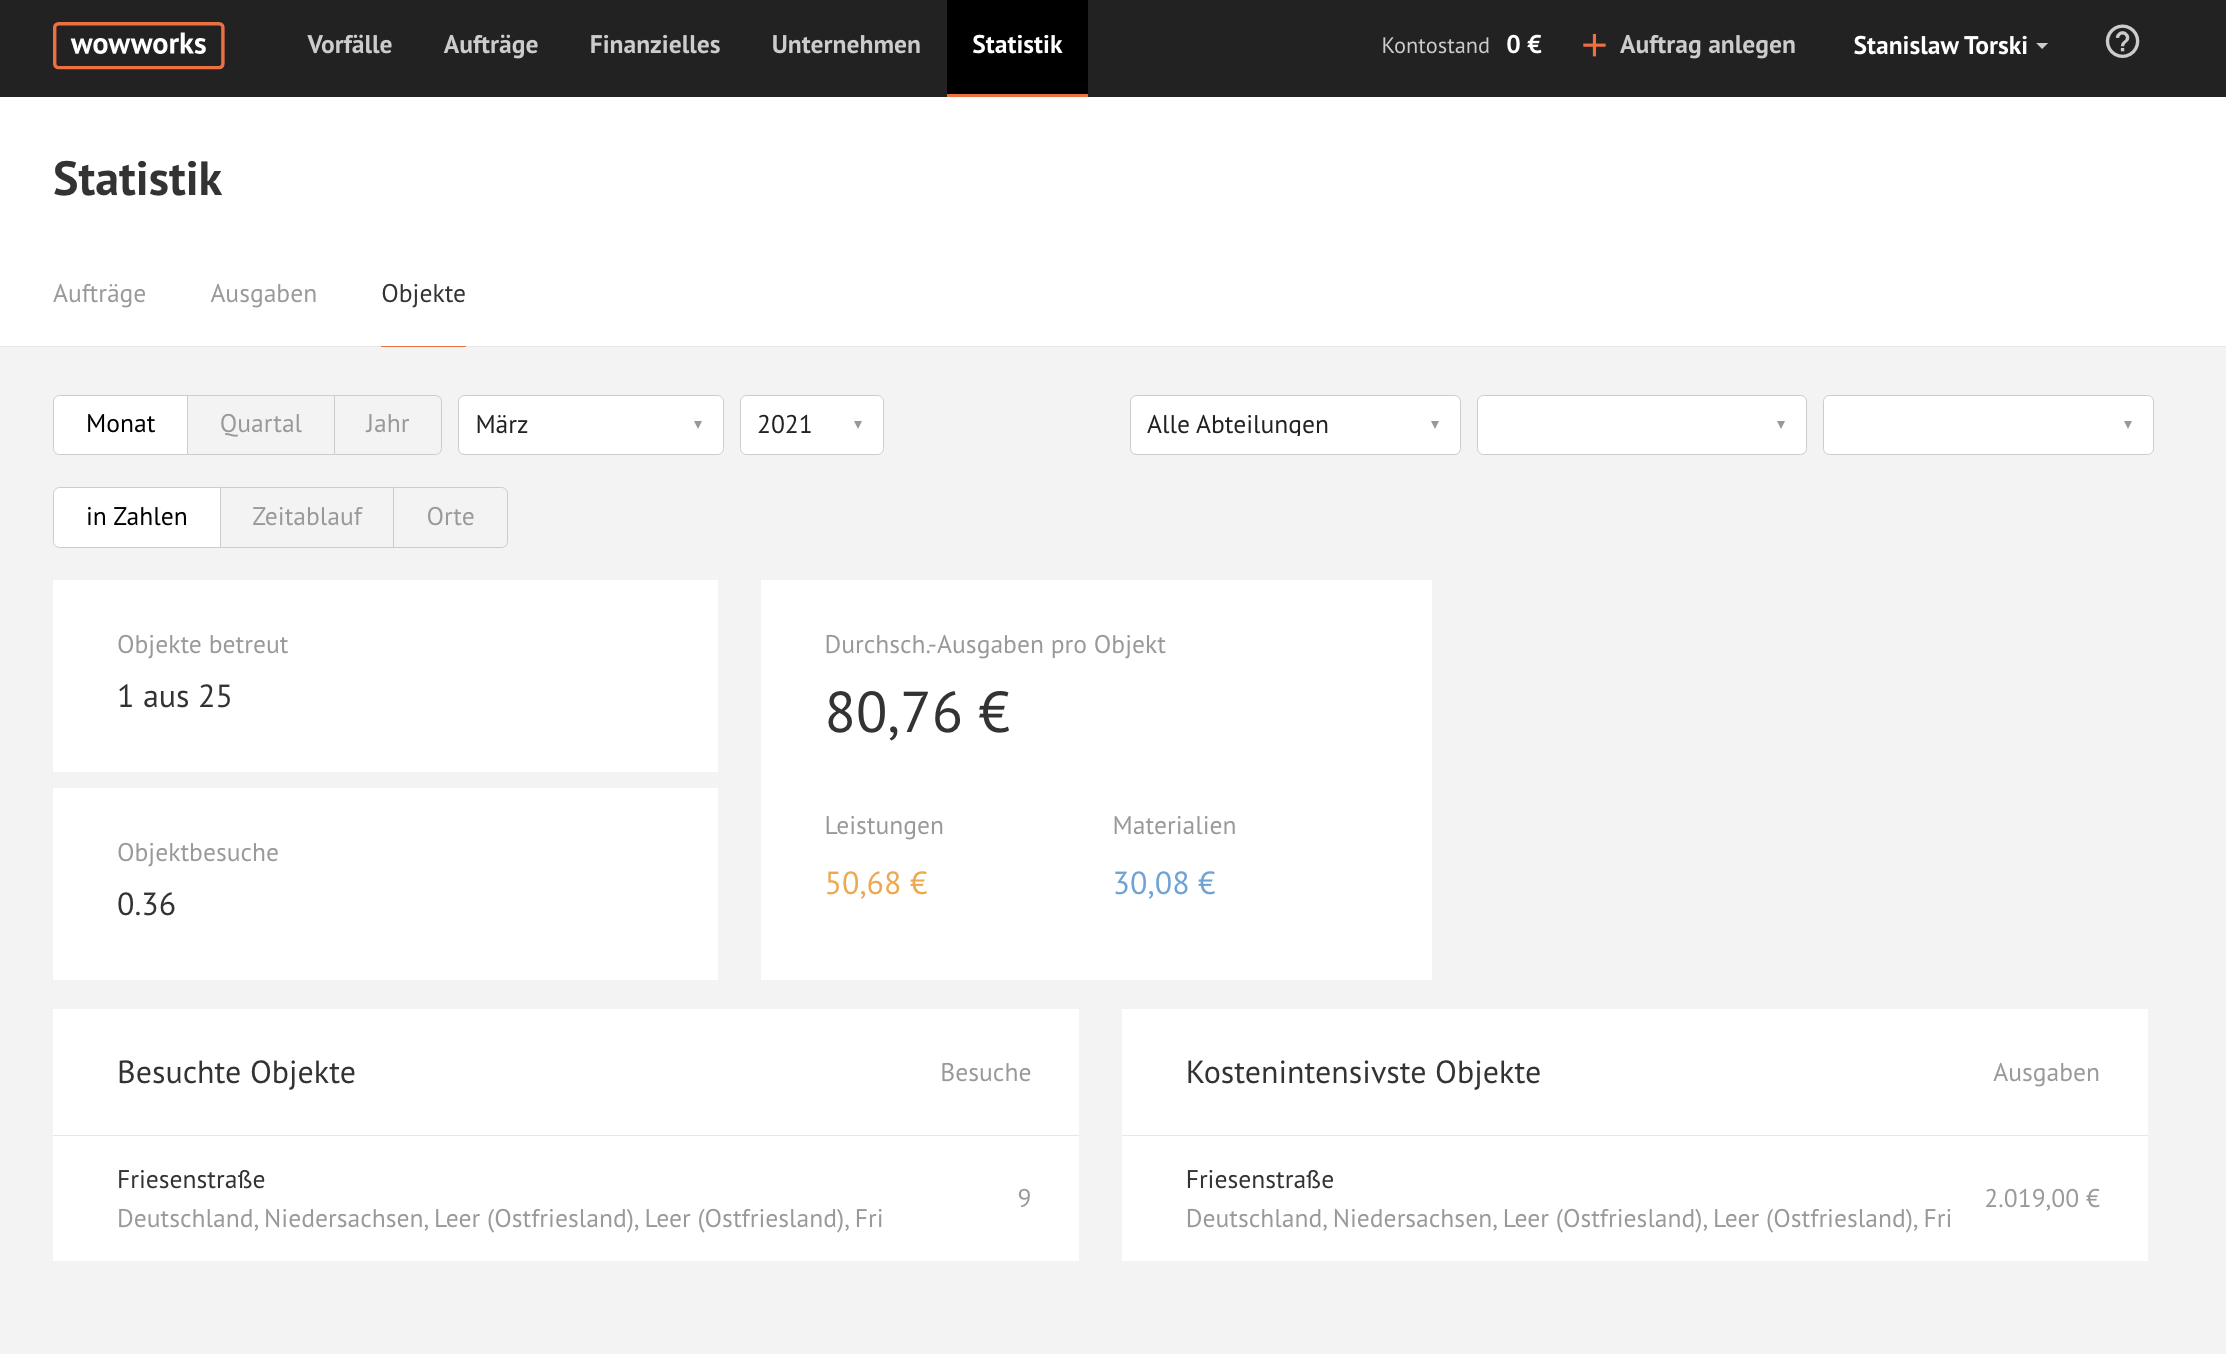 wowworks Vorfälle Aufträge Finanzielles Unternehmen Statistik Kontostand 0 € + Auftrag anlegen Stanislaw Torski ?
Statistik
Aufträge Ausgaben Objekte
Monat Quartal Jahr März 2021 Alle Abteilungen
in Zahlen Zeitablauf Orte
Objekte betreut
1 aus 25
Objektbesuche
0.36
Durchsch.-Ausgaben pro Objekt
80,76 €
Leistungen Materialien
50,68 € 30,08 €
Besuchte Objekte Besuche
Friesenstraße
Deutschland, Niedersachsen, Leer (Ostfriesland), Leer (Ostfriesland), Fri
9
Kostenintensivste Objekte Ausgaben
Friesenstraße
Deutschland, Niedersachsen, Leer (Ostfriesland), Leer (Ostfriesland), Fri
2.019,00 €